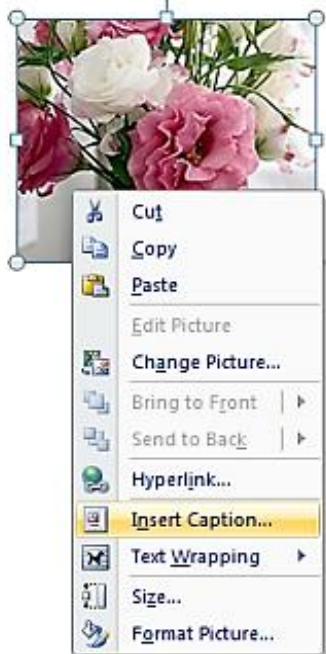 Cut
Copy
Paste
Edit Picture
Change Picture...
Bring to Front
Send to Back
Hyperlink...
Insert Caption...
Text Wrapping
Size...
Format Picture...